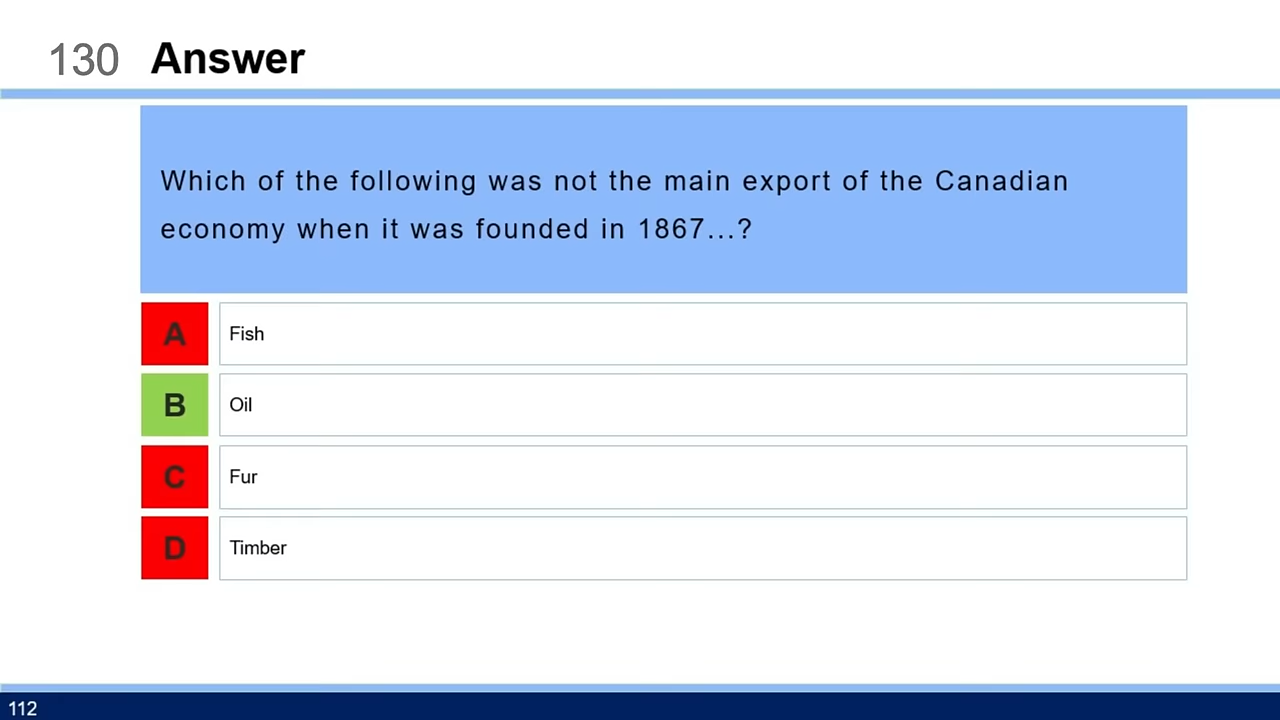 130 Answer
Which of the following was not the main export of the Canadian
economy when it was founded in 1867...?
A Fish
B Oil
C Fur
D Timber
112